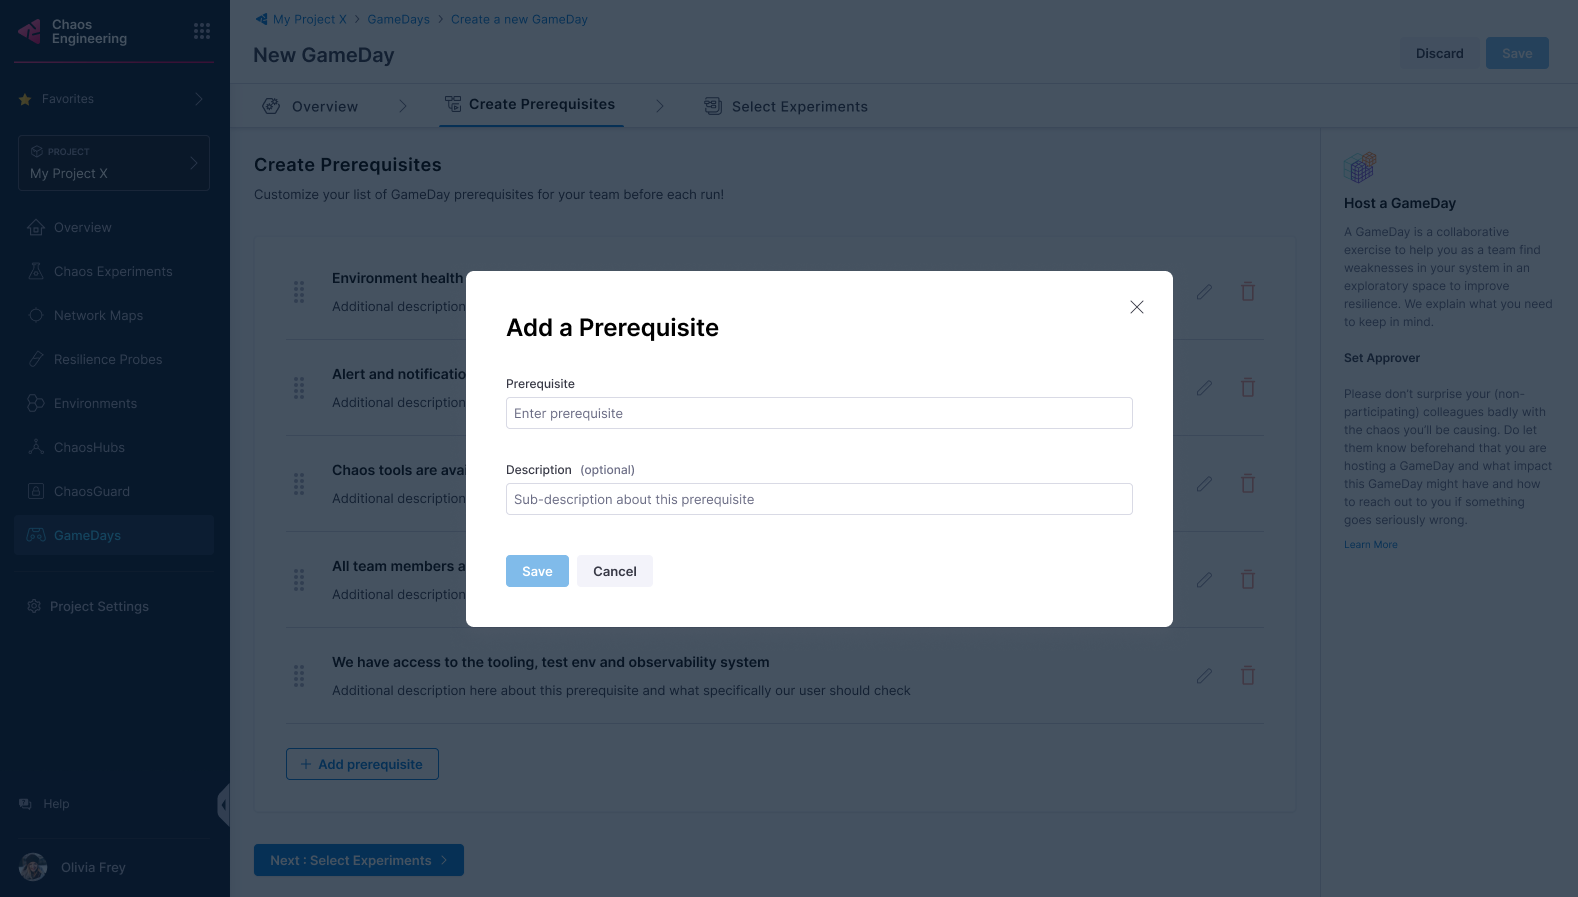 Chaos
Engineering
Favorites
PROJECT
My Project X
Overview
Chaos Experiments
Network Maps
Resilience Probes
Environments
ChaosHubs
ChaosGuard
GameDays
Project Settings
Help
Olivia Frey
My Project X > GameDays > Create a new GameDay
New GameDay
Discard
Save
Overview
Create Prerequisites
Select Experiments
Create Prerequisites
Customize your list of GameDay prerequisites for your team before each run!
Environment health
Additional description
Alert and notificatio
Additional description
Chaos tools are ava
Additional description
All team members a
Additional description
We have access to the tooling, test env and observability system
Additional description here about this prerequisite and what specifically our user should check
+ Add prerequisite
Next : Select Experiments >
Add a Prerequisite
Prerequisite
Enter prerequisite
Description (optional)
Sub-description about this prerequisite
Save
Cancel
Host a GameDay
A GameDay is a collaborative
exercise to help you as a team find
weaknesses in your system in an
exploratory space to improve
resilience. We explain what you need
to keep in mind.
Set Approver
Please don't surprise your (non-
participating) colleagues badly with
the chaos you'll be causing. Do let
them know beforehand that you are
hosting a GameDay and what impact
this GameDay might have and how
to reach out to you if something
goes seriously wrong.
Learn More